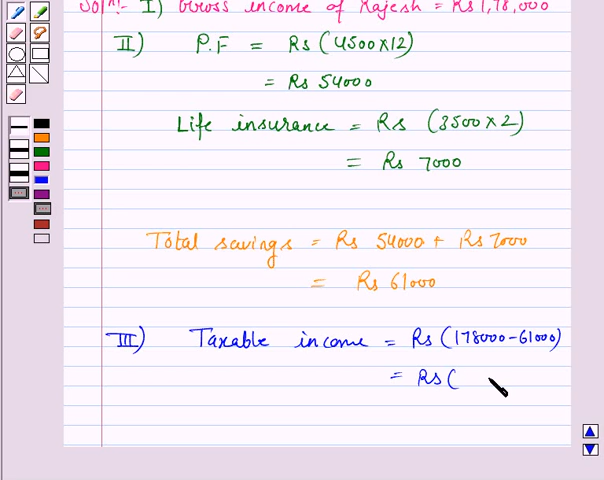 Soln:- I) Gross income of Rajesh = Rs 1,78,000
II) P.F = Rs (4500×12)
= Rs 54000
Life insurance = Rs (3500×2)
= Rs 7000
Total savings = Rs 54000 + Rs 7000
= Rs 61000
III) Taxable income = Rs (178000-61000)
= Rs (